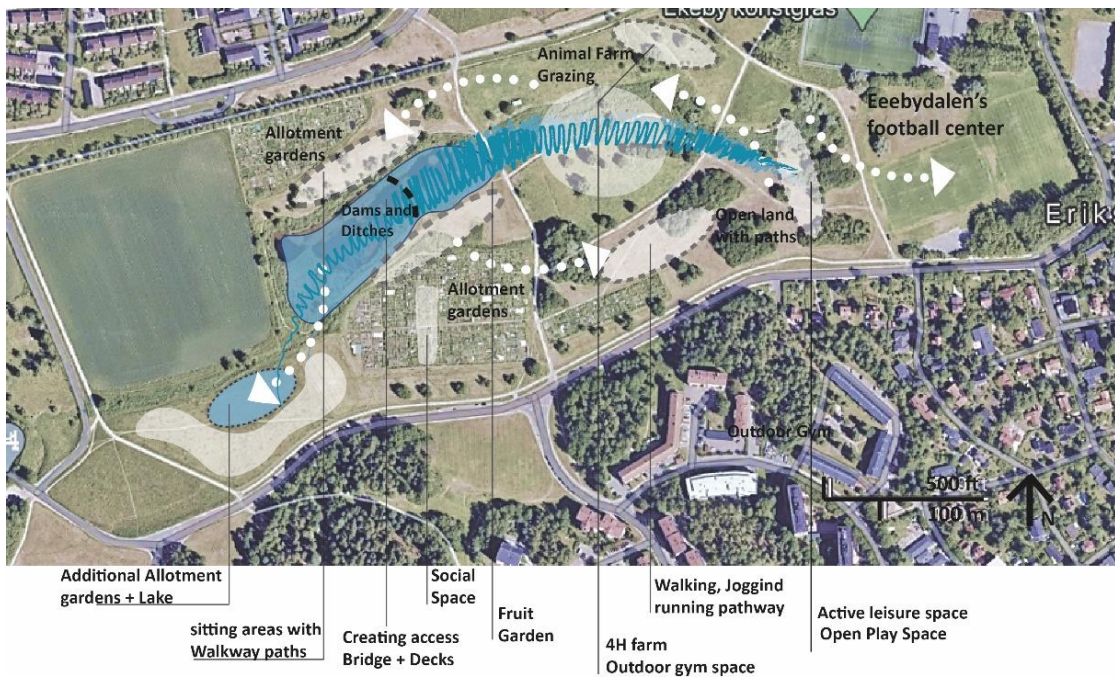 Ekeby Konstgräs
Animal Farm
Grazing
Eeebydalen's
football center
Allotment
gardens
Dams and
Ditches
Open land
with paths
Erik
Allotment
gardens
Outdoor Gym
500 ft
100 m
N
Additional Allotment
gardens + Lake
sitting areas with
Walkway paths
Creating access
Bridge + Decks
Social
Space
Fruit
Garden
4H farm
Outdoor gym space
Walking, Joggind
running pathway
Active leisure space
Open Play Space